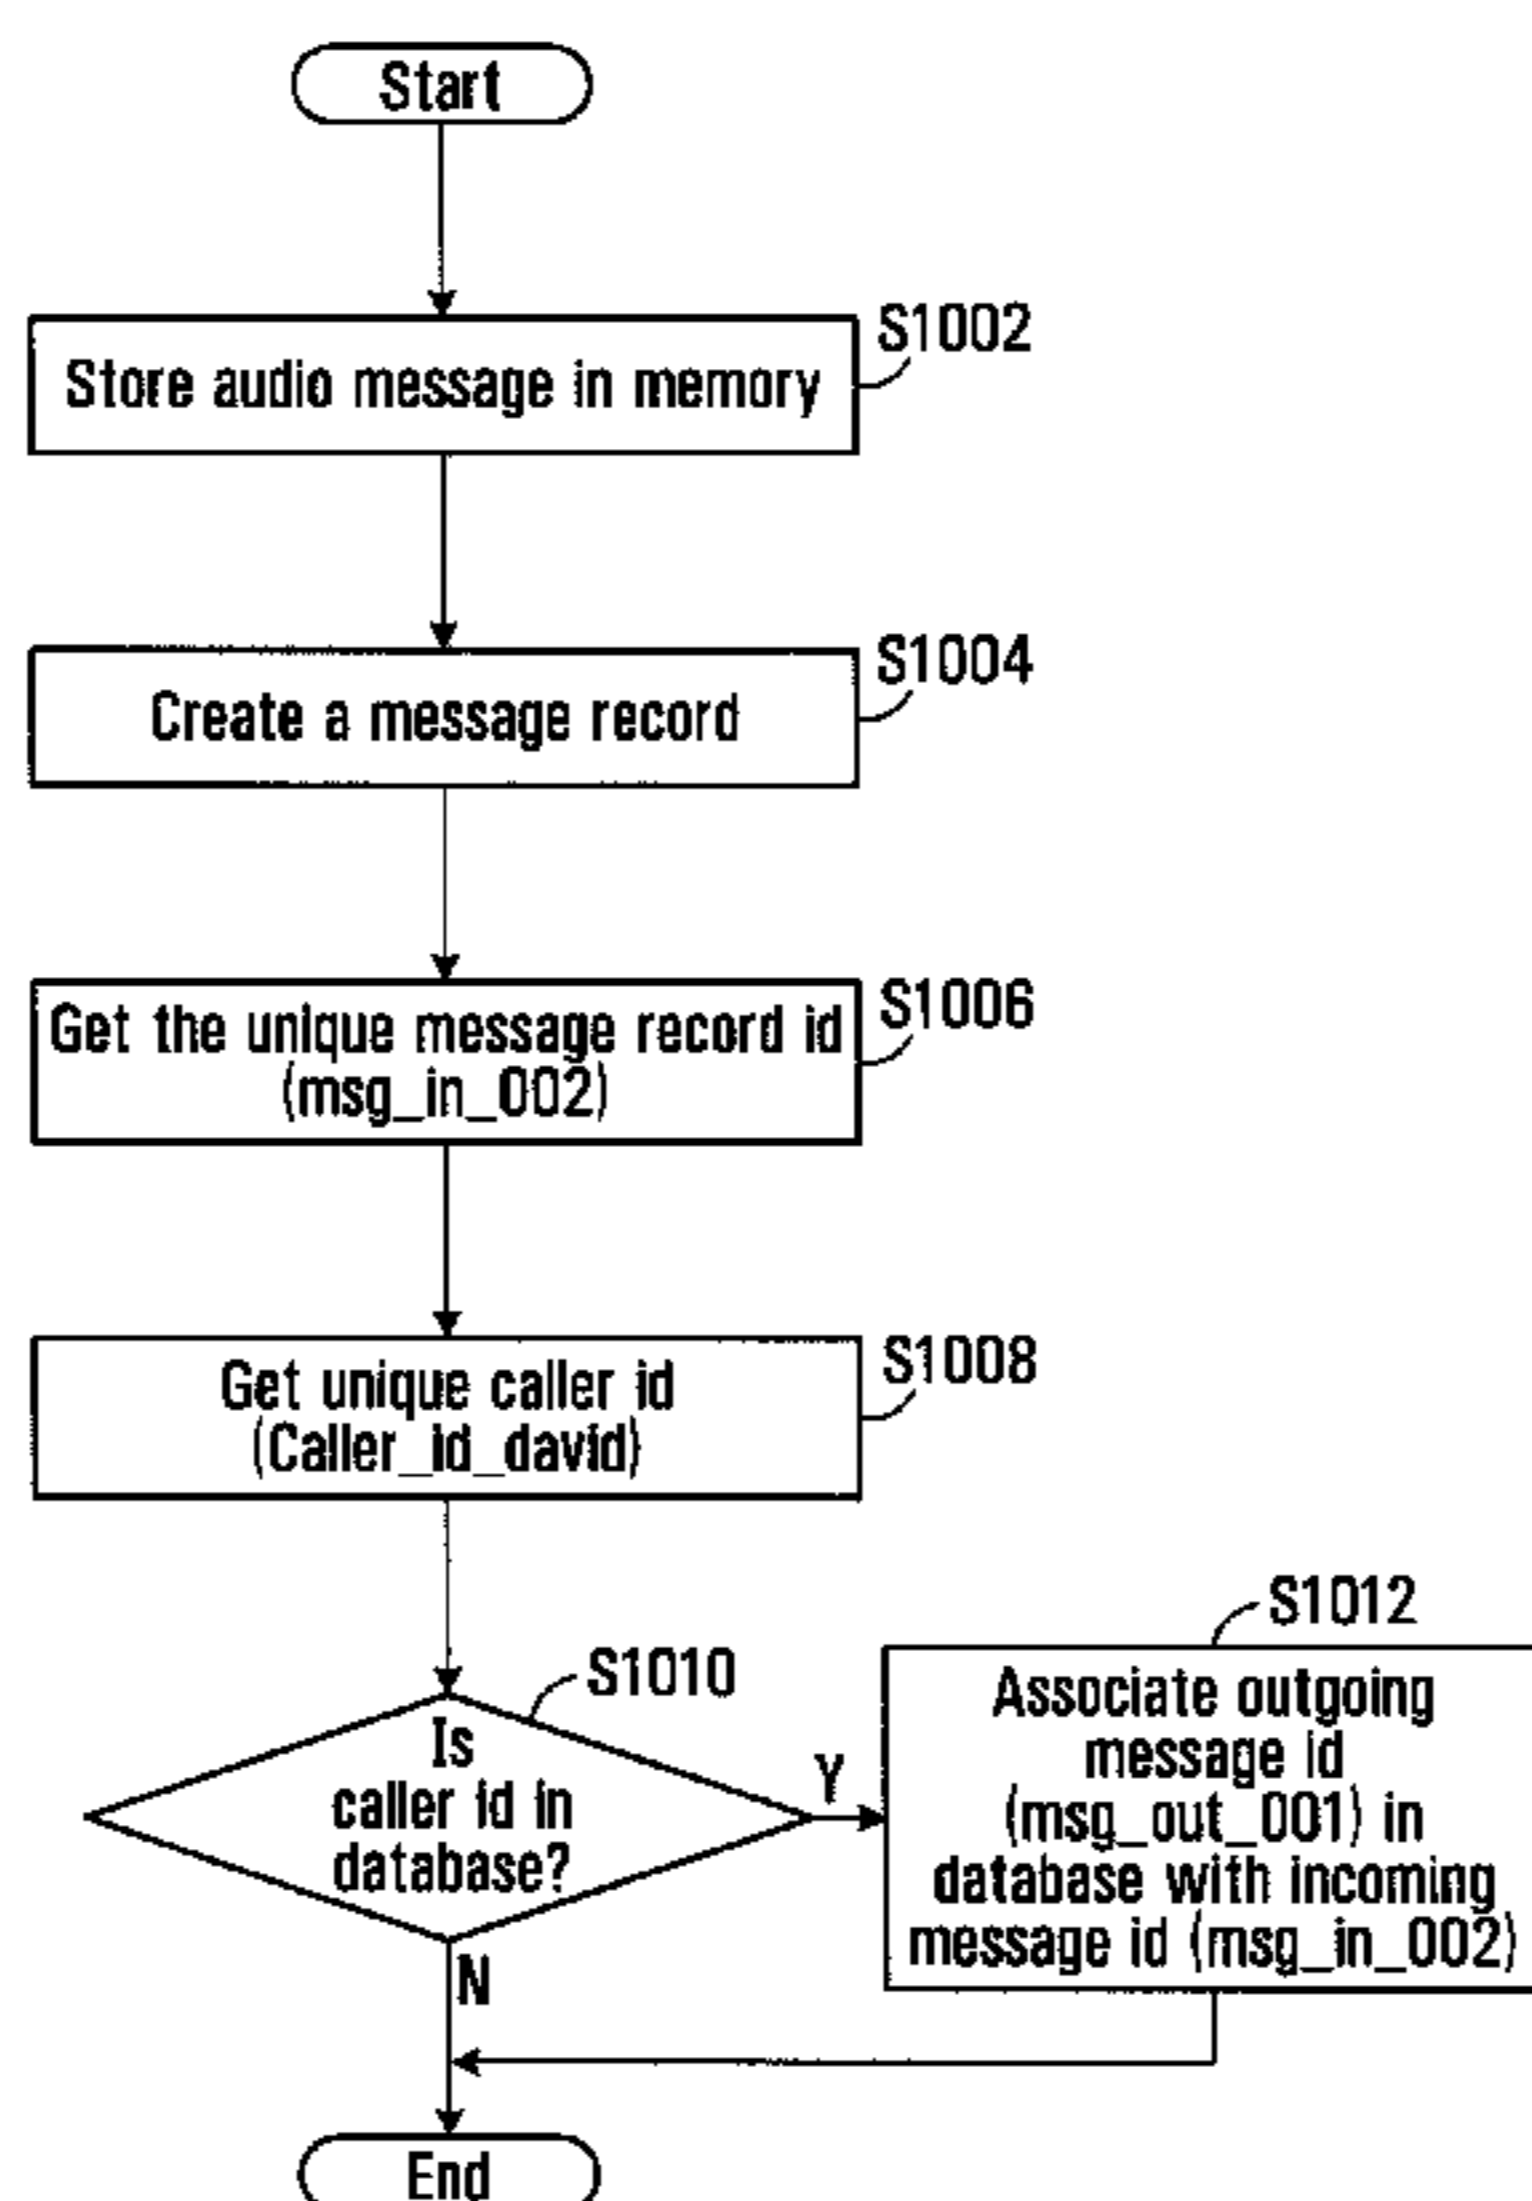 Start
S1002
Store audio message in memory
S1004
Create a message record
S1006
Get the unique message record id
(msg_in_002)
S1008
Get unique caller id
(Caller_id_david)
S1010
Is
caller id in
database?
Y
N
S1012
Associate outgoing
message id
(msg_out_001) in
database with incoming
message id (msg_in_002)
End